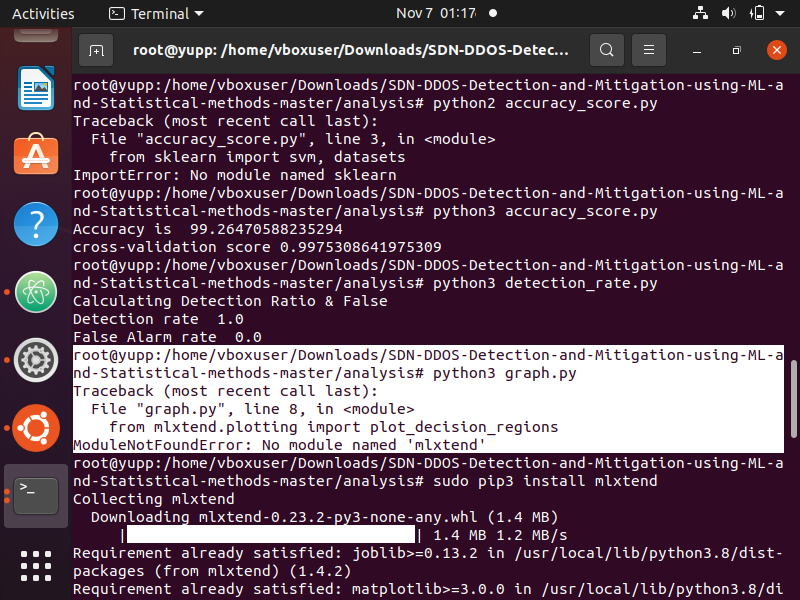 Activities
Terminal
Nov 7 01:17
root@yupp: /home/vboxuser/Downloads/SDN-DDOS-Detec...
root@yupp:/home/vboxuser/Downloads/SDN-DDOS-Detection-and-Mitigation-using-ML-a
nd-Statistical-methods-master/analysis# python2 accuracy_score.py
Traceback (most recent call last):
  File "accuracy_score.py", line 3, in <module>
    from sklearn import svm, datasets
ImportError: No module named sklearn
root@yupp:/home/vboxuser/Downloads/SDN-DDOS-Detection-and-Mitigation-using-ML-a
nd-Statistical-methods-master/analysis# python3 accuracy_score.py
Accuracy is  99.26470588235294
cross-validation score 0.9975308641975309
root@yupp:/home/vboxuser/Downloads/SDN-DDOS-Detection-and-Mitigation-using-ML-a
nd-Statistical-methods-master/analysis# python3 detection_rate.py
Calculating Detection Ratio & False
Detection rate  1.0
False Alarm rate  0.0
root@yupp:/home/vboxuser/Downloads/SDN-DDOS-Detection-and-Mitigation-using-ML-a
nd-Statistical-methods-master/analysis# python3 graph.py
Traceback (most recent call last):
  File "graph.py", line 8, in <module>
    from mlxtend.plotting import plot_decision_regions
ModuleNotFoundError: No module named 'mlxtend'
root@yupp:/home/vboxuser/Downloads/SDN-DDOS-Detection-and-Mitigation-using-ML-a
nd-Statistical-methods-master/analysis# sudo pip3 install mlxtend
Collecting mlxtend
  Downloading mlxtend-0.23.2-py3-none-any.whl (1.4 MB)
| | 1.4 MB 1.2 MB/s
Requirement already satisfied: joblib>=0.13.2 in /usr/local/lib/python3.8/dist-
packages (from mlxtend) (1.4.2)
Requirement already satisfied: matplotlib>=3.0.0 in /usr/local/lib/python3.8/di